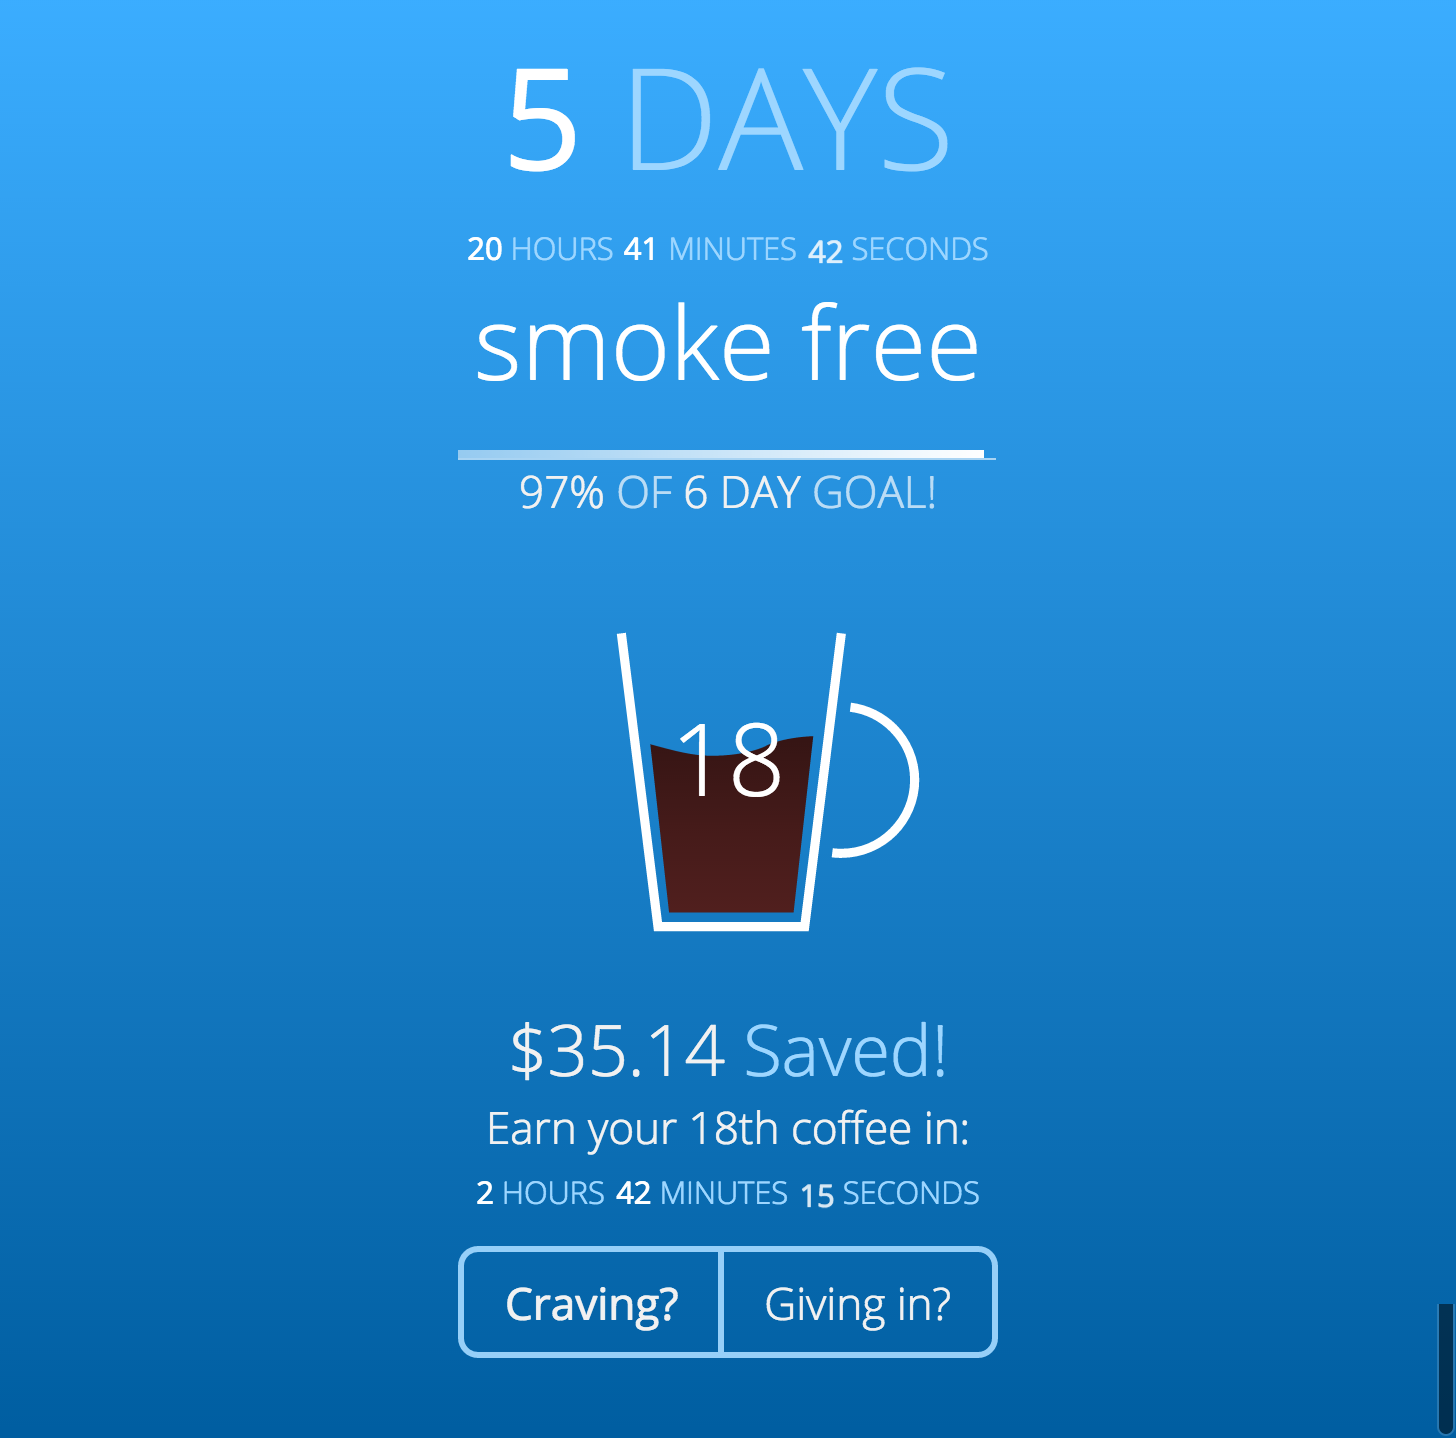 5 DAYS
20 HOURS 41 MINUTES 42 SECONDS
smoke free
97% OF 6 DAY GOAL!
18
$35.14 Saved!
Earn your 18th coffee in:
2 HOURS 42 MINUTES 15 SECONDS
Craving? Giving in?